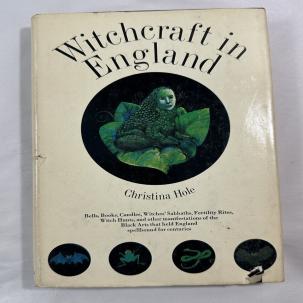 Witchcraft in
England
Christina Hole
Bells, Books, Candles, Witches' Sabbaths, Fertility Rites,
Witch Hunts, and other manifestations of the
Black Arts that held England
spellbound for centuries